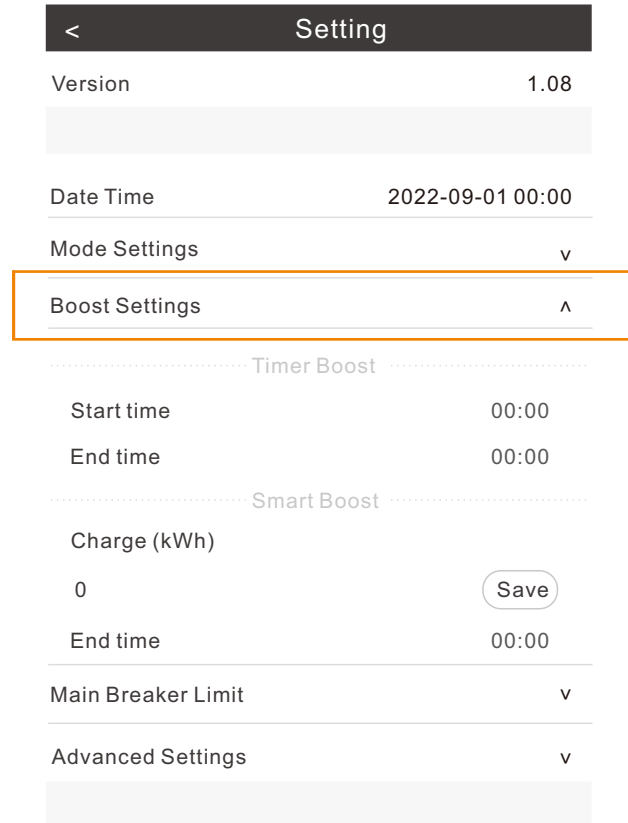 < Setting
Version 1.08
Date Time 2022-09-01 00:00
Mode Settings v
Boost Settings ʌ
Timer Boost
Start time 00:00
End time 00:00
Smart Boost
Charge (kWh)
0 Save
End time 00:00
Main Breaker Limit v
Advanced Settings v